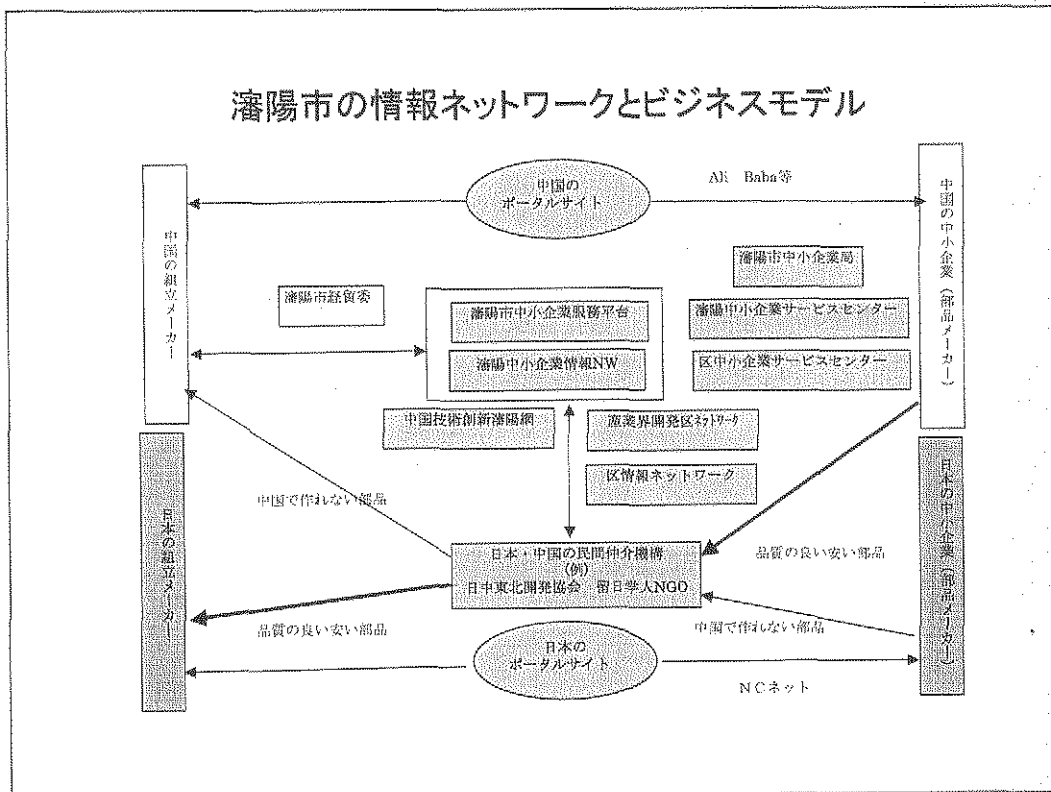 瀋陽市の情報ネットワークとビジネスモデル
中国の
ポータルサイト
Ali Baba等
中国の組立メーカー
中国の中小企業(部品メーカー)
瀋陽市中小企業局
瀋陽市経貿委
瀋陽市中小企業服務平台
瀋陽中小企業サービスセンター
瀋陽中小企業情報NW
区中小企業サービスセンター
中国技術創新瀋陽網
産業界開発区ネットワーク
区情報ネットワーク
日本の組立メーカー
日本の中小企業(部品メーカー)
中国で作れない部品
日本・中国の民間仲介機構
(例)
日中東北開発協会 留日学人NGO
品質の良い安い部品
品質の良い安い部品
中国で作れない部品
日本の
ポータルサイト
NCネット